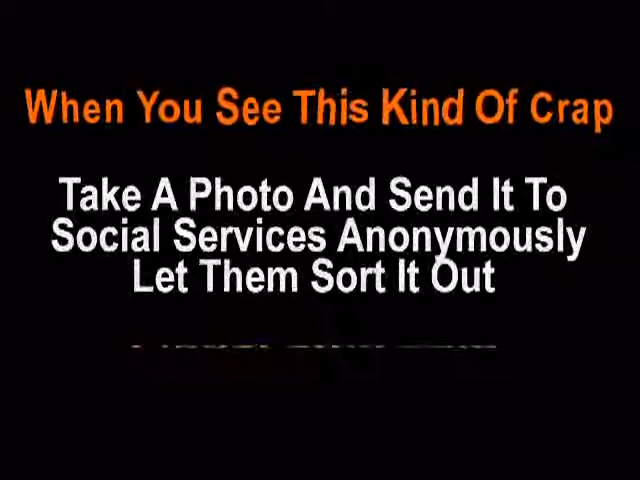 When You See This Kind Of Crap
Take A Photo And Send It To
Social Services Anonymously
Let Them Sort It Out